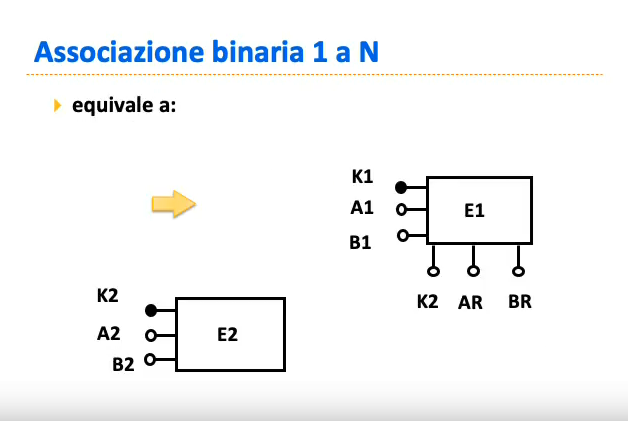 Associazione binaria 1 a N
equivale a:
K1
A1
E1
B1
K2 AR BR
K2
A2
E2
B2